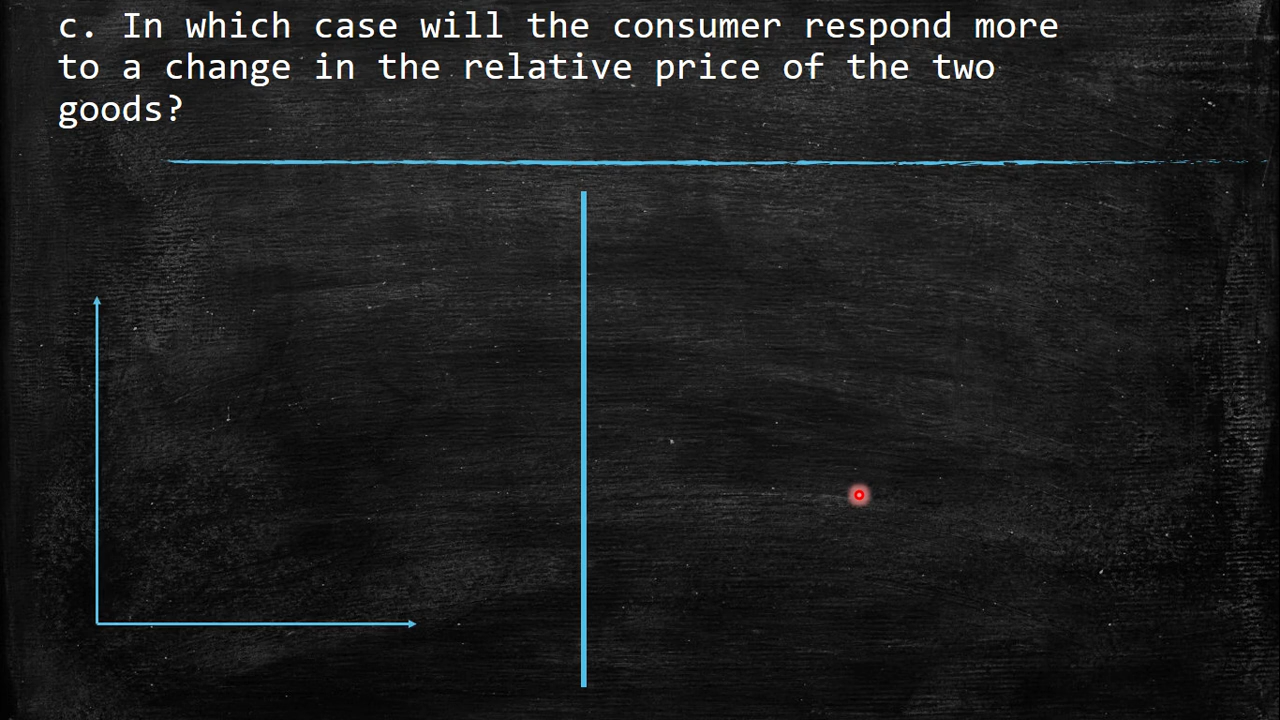 c. In which case will the consumer respond more
to a change in the relative price of the two
goods?